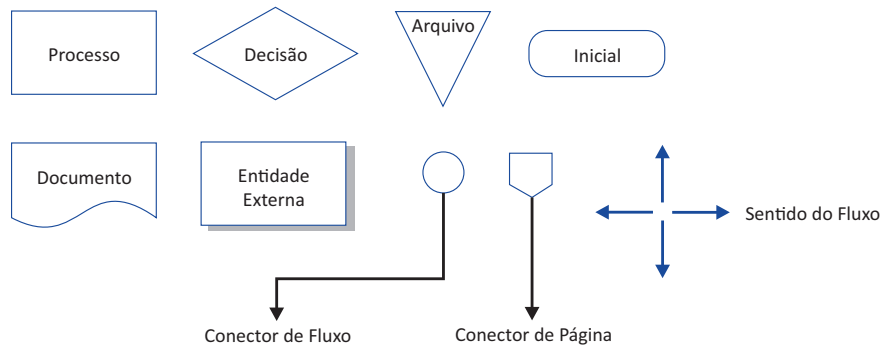 Processo
Decisão
Arquivo
Inicial
Documento
Entidade
Externa
Sentido do Fluxo
Conector de Fluxo
Conector de Página